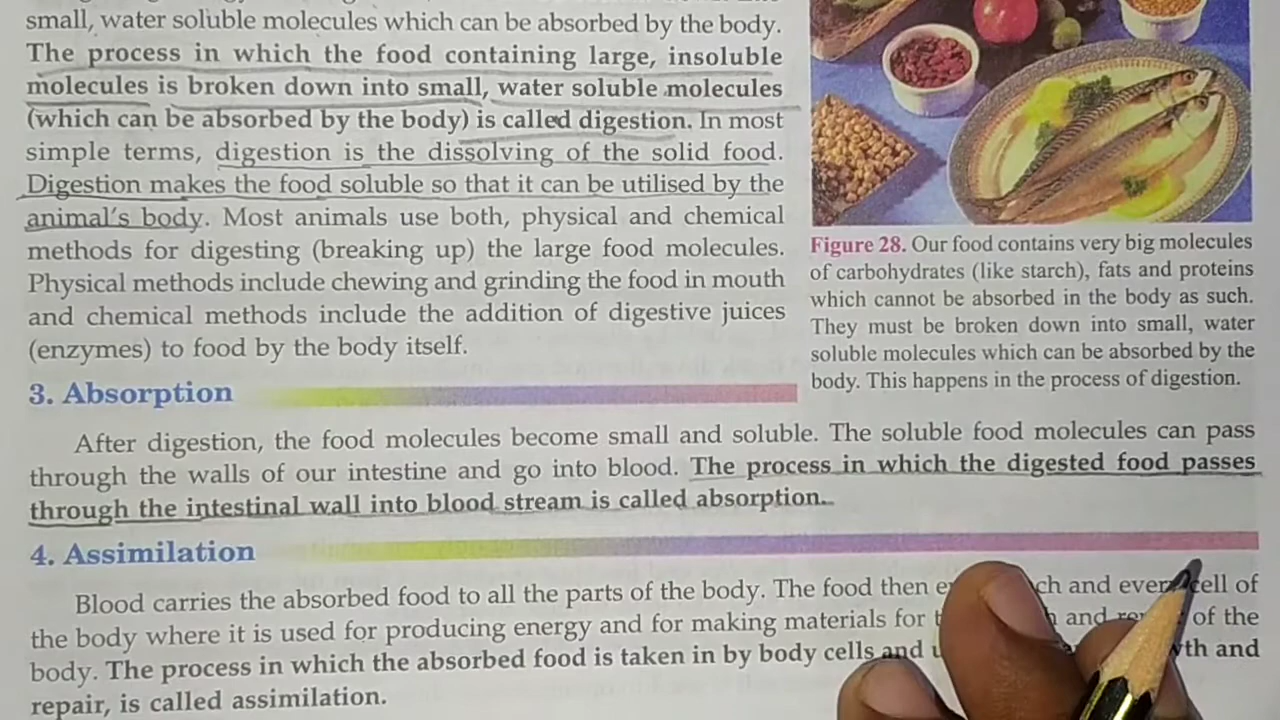 small, water soluble molecules which can be absorbed by the body.
The process in which the food containing large, insoluble
molecules is broken down into small, water soluble molecules
(which can be absorbed by the body) is called digestion. In most
simple terms, digestion is the dissolving of the solid food.
Digestion makes the food soluble so that it can be utilised by the
animal's body. Most animals use both, physical and chemical
methods for digesting (breaking up) the large food molecules.
Physical methods include chewing and grinding the food in mouth
and chemical methods include the addition of digestive juices
(enzymes) to food by the body itself.
Figure 28. Our food contains very big molecules
of carbohydrates (like starch), fats and proteins
which cannot be absorbed in the body as such.
They must be broken down into small, water
soluble molecules which can be absorbed by the
body. This happens in the process of digestion.
3. Absorption
After digestion, the food molecules become small and soluble. The soluble food molecules can pass
through the walls of our intestine and go into blood. The process in which the digested food passes
through the intestinal wall into blood stream is called absorption.
4. Assimilation
Blood carries the absorbed food to all the parts of the body. The food then and every cell of
the body where it is used for producing energy and for making materials for and of the
body. The process in which the absorbed food is taken in by body cells and and
repair, is called assimilation.